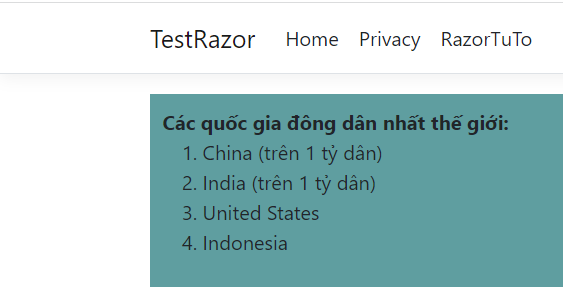 TestRazor Home Privacy RazorTuTo
Các quốc gia đông dân nhất thế giới:
1. China (trên 1 tỷ dân)
2. India (trên 1 tỷ dân)
3. United States
4. Indonesia